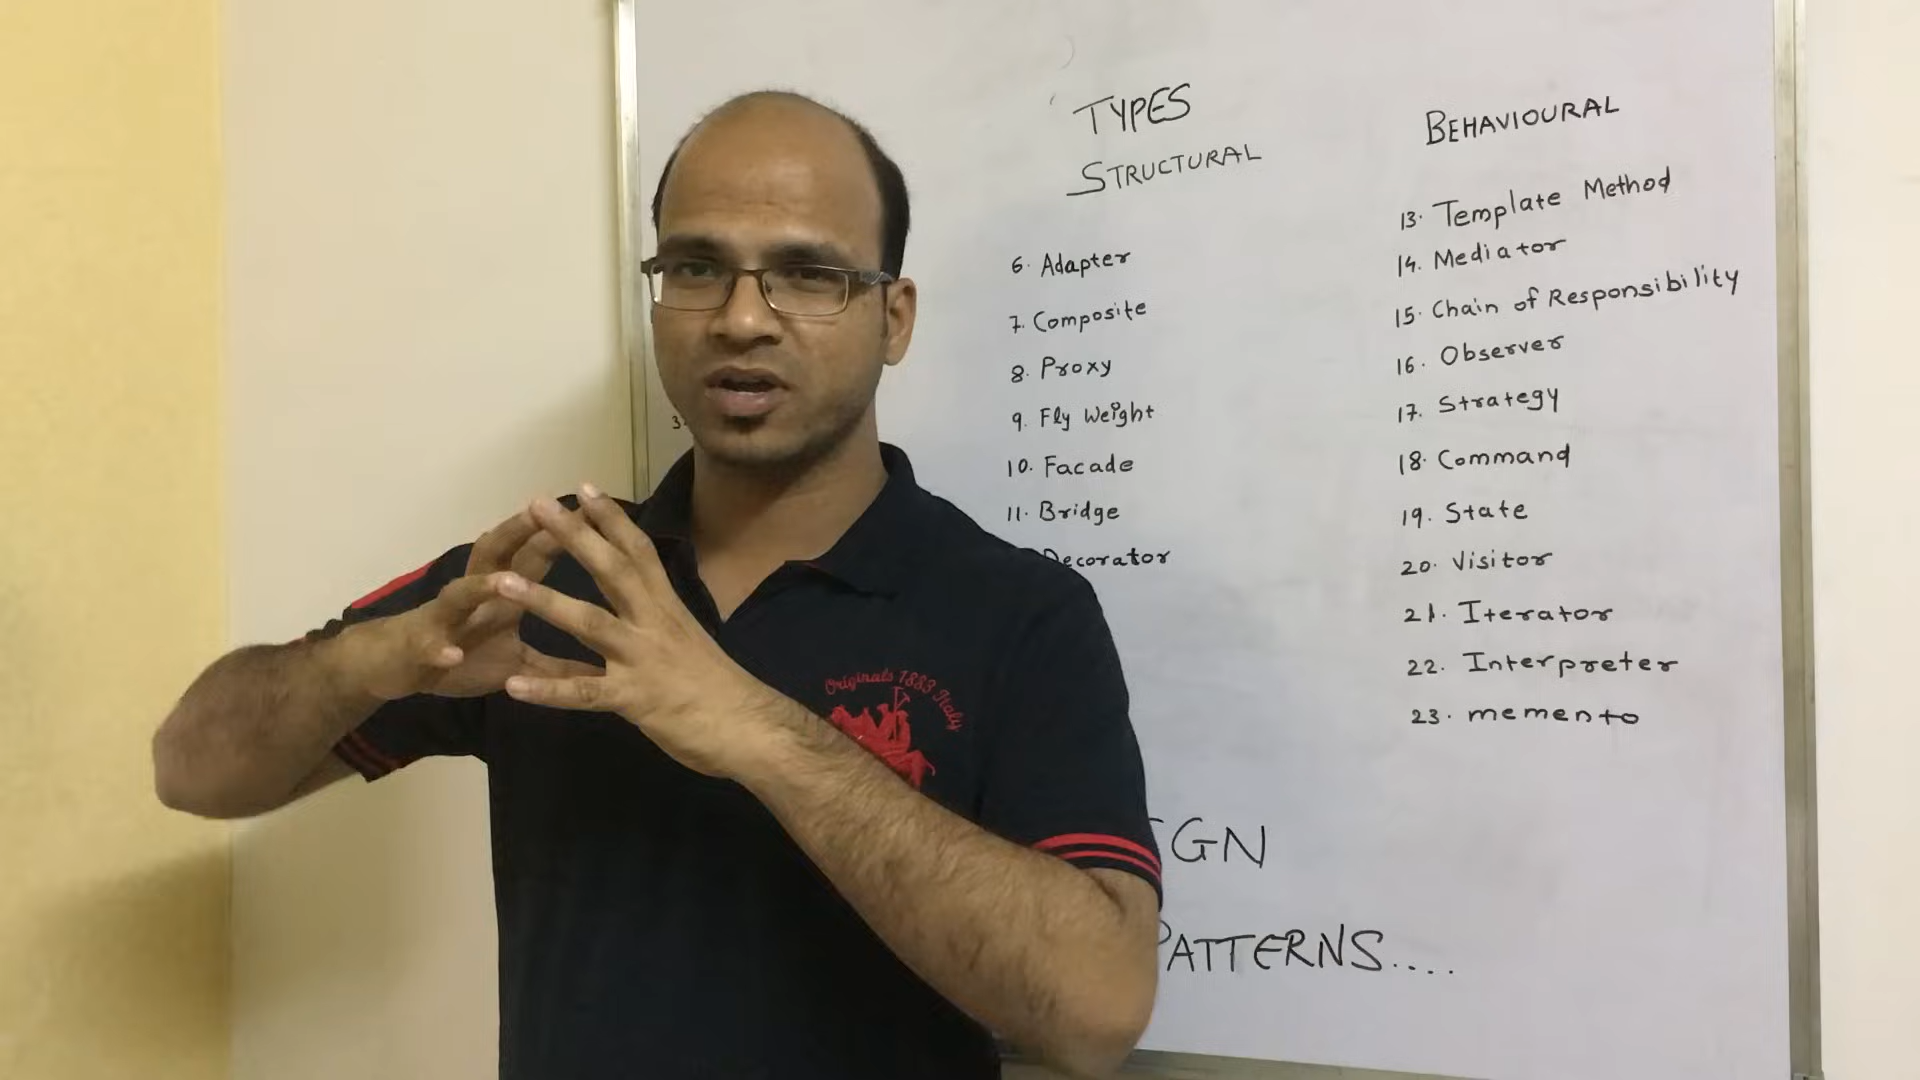 TYPES
STRUCTURAL
6. Adapter
7. Composite
8. Proxy
9. Fly Weight
10. Facade
11. Bridge
Decorator
BEHAVIOURAL
13. Template Method
14. Mediator
15. Chain of Responsibility
16. Observer
17. Strategy
18. Command
19. State
20. Visitor
21. Iterator
22. Interpreter
23. memento
3.
IGN
PATTERNS....
Originals 1883 Italy